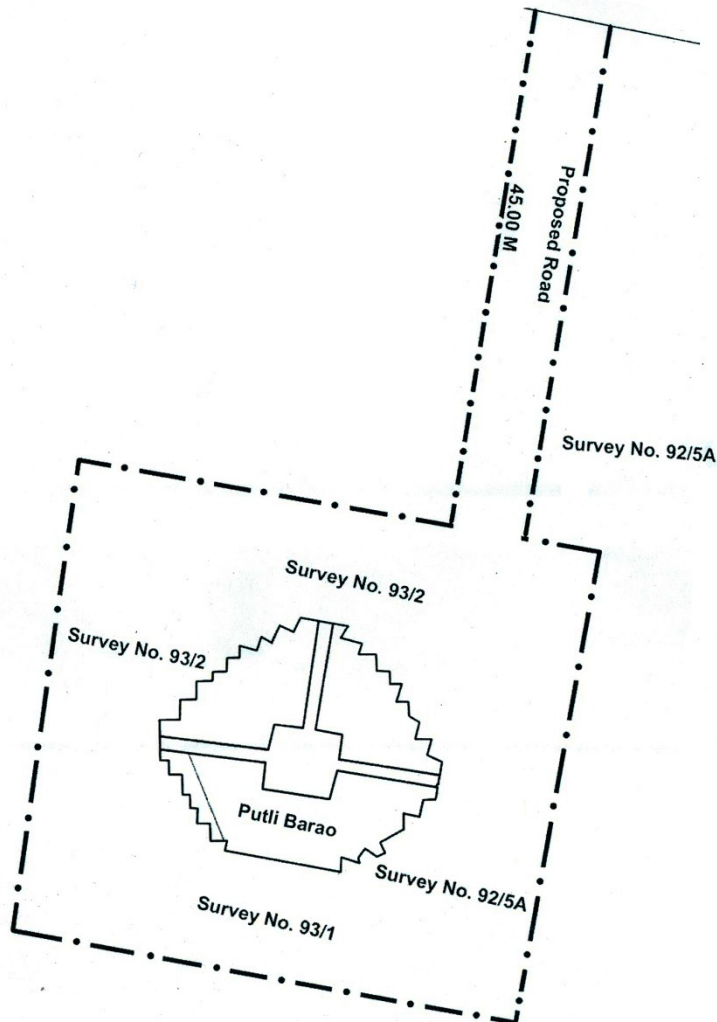 Proposed Road
45.00 M
Survey No. 92/5A
Survey No. 93/2
Survey No. 93/2
Putli Barao
Survey No. 92/5A
Survey No. 93/1